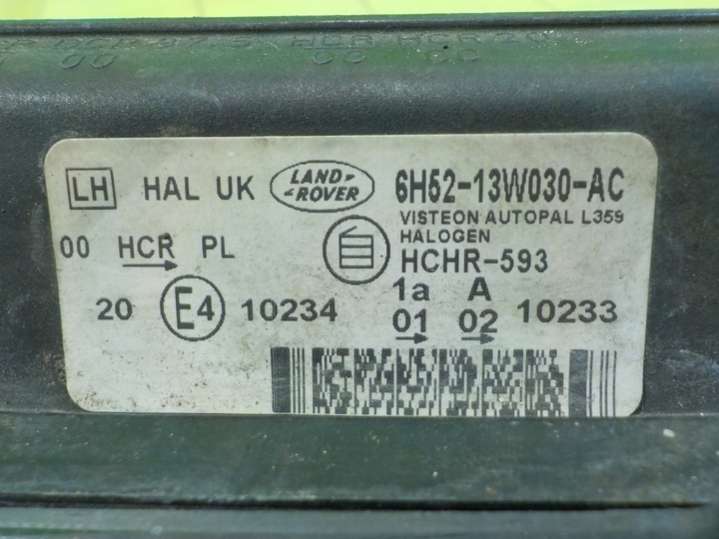 LH HAL UK LAND ROVER 6H52-13W030-AC
VISTEON AUTOPAL L359
HALOGEN
00 HCR PL HCHR-593
1a A
20 E4 10234 01 02 10233